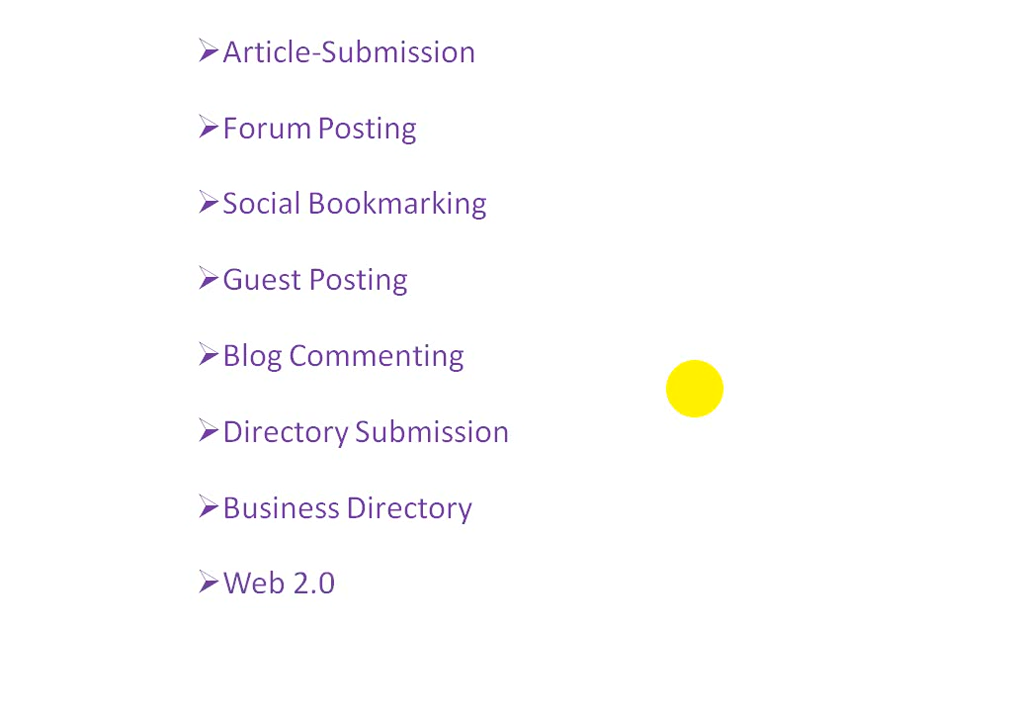 ➢Article-Submission
➢Forum Posting
➢Social Bookmarking
➢Guest Posting
➢Blog Commenting
➢Directory Submission
➢Business Directory
➢Web 2.0